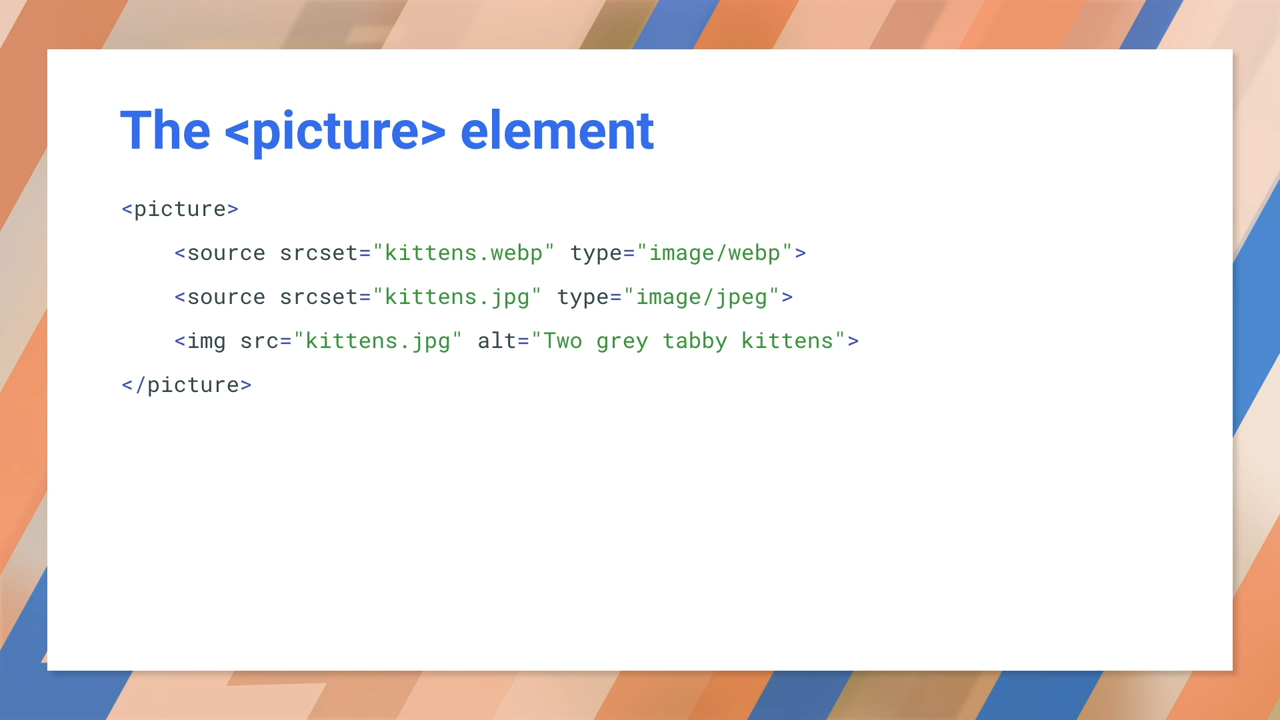 The <picture> element
<picture>
    <source srcset="kittens.webp" type="image/webp">
    <source srcset="kittens.jpg" type="image/jpeg">
    <img src="kittens.jpg" alt="Two grey tabby kittens">
</picture>